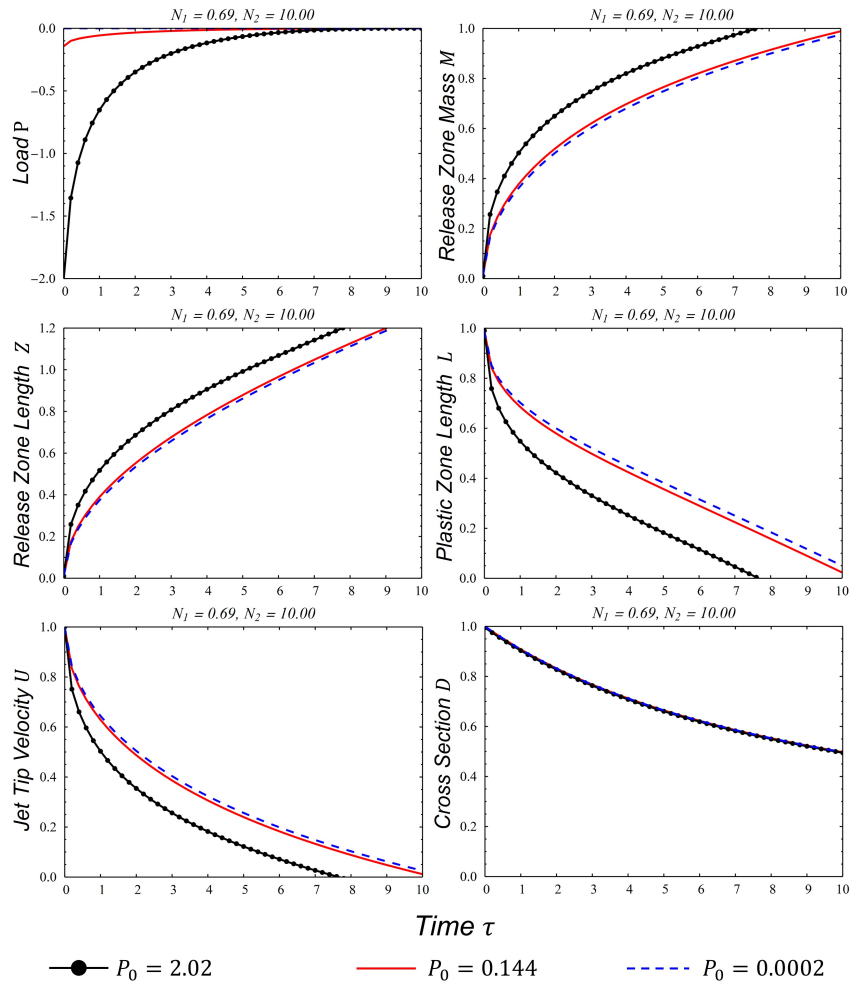 N₁ = 0.69, N₂ = 10.00
N₁ = 0.69, N₂ = 10.00
Load P
0.0
−0.5
−1.0
−1.5
−2.0
0 1 2 3 4 5 6 7 8 9 10
Release Zone Mass M
1.0
0.8
0.6
0.4
0.2
0.0
0 1 2 3 4 5 6 7 8 9 10
N₁ = 0.69, N₂ = 10.00
N₁ = 0.69, N₂ = 10.00
Release Zone Length Z
1.2
1.0
0.8
0.6
0.4
0.2
0.0
0 1 2 3 4 5 6 7 8 9 10
Plastic Zone Length L
1.0
0.8
0.6
0.4
0.2
0.0
0 1 2 3 4 5 6 7 8 9 10
N₁ = 0.69, N₂ = 10.00
N₁ = 0.69, N₂ = 10.00
Jet Tip Velocity U
1.0
0.8
0.6
0.4
0.2
0.0
0 1 2 3 4 5 6 7 8 9 10
Cross Section D
1.0
0.8
0.6
0.4
0.2
0.0
0 1 2 3 4 5 6 7 8 9 10
Time τ
P₀ = 2.02
P₀ = 0.144
P₀ = 0.0002